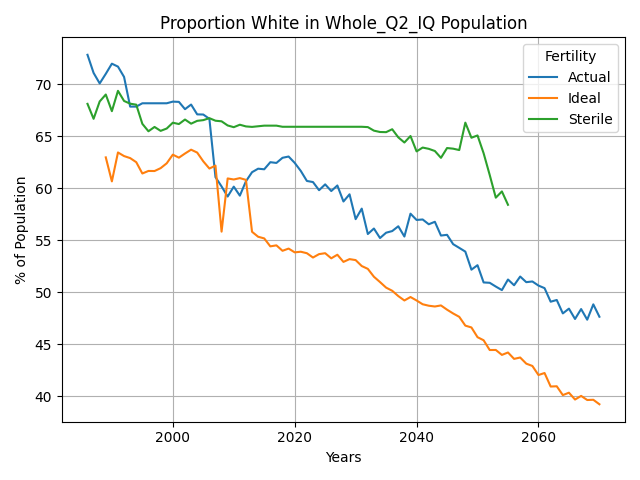 Proportion White in Whole_Q2_IQ Population
Fertility
Actual
Ideal
Sterile
% of Population
70
65
60
55
50
45
40
2000 2020 2040 2060
Years